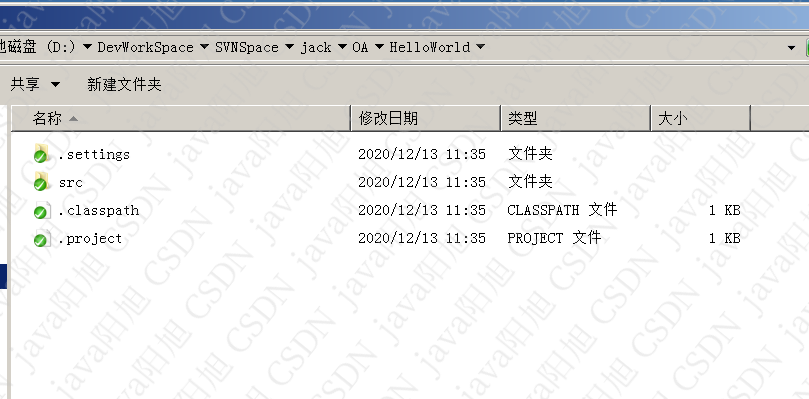 地磁盘 (D:) DevWorkSpace SVNSpace jack OA HelloWorld
共享 新建文件夹
名称 修改日期 类型 大小
.settings 2020/12/13 11:35 文件夹
src 2020/12/13 11:35 文件夹
.classpath 2020/12/13 11:35 CLASSPATH 文件 1 KB
.project 2020/12/13 11:35 PROJECT 文件 1 KB
CSDN java阳旭